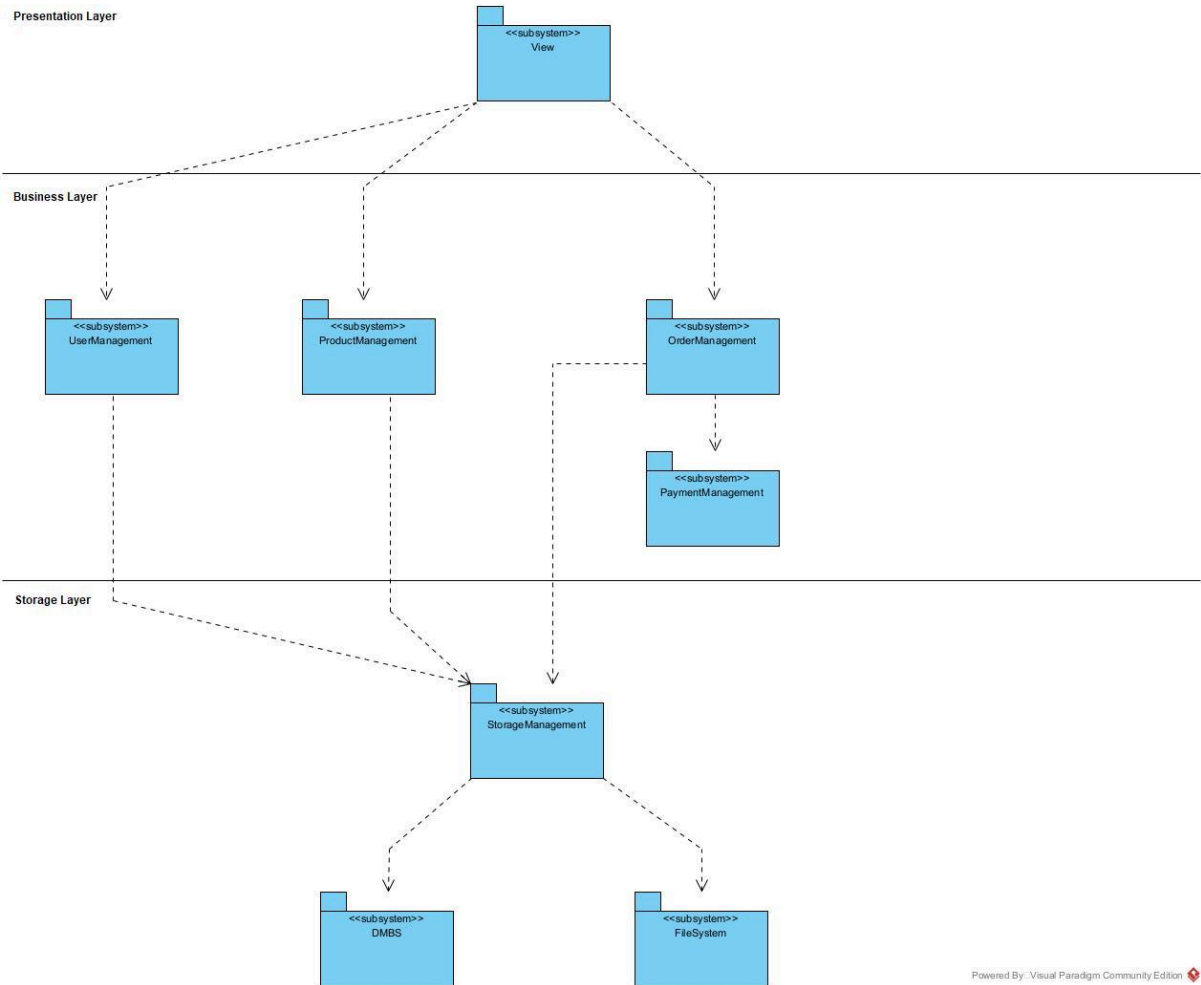 Presentation Layer
<<subsystem>>
View
Business Layer
<<subsystem>>
UserManagement
<<subsystem>>
ProductManagement
<<subsystem>>
OrderManagement
<<subsystem>>
PaymentManagement
Storage Layer
<<subsystem>>
StorageManagement
<<subsystem>>
DMBS
<<subsystem>>
FileSystem
Powered By: Visual Paradigm Community Edition